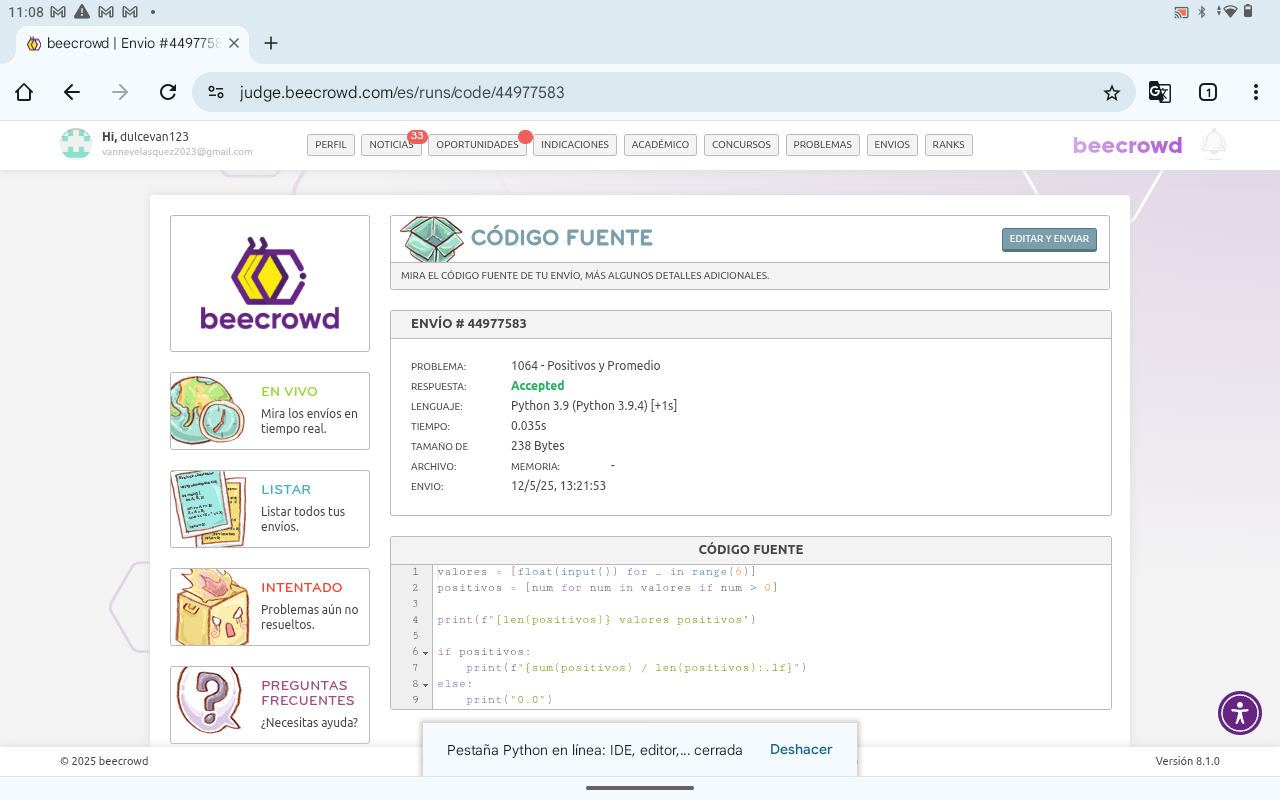 11:08
beecrowd | Envio #44977583
judge.beecrowd.com/es/runs/code/44977583
1
Hi, dulcevan123
vannevelasquez2023@gmail.com
PERFIL
NOTICIAS
33
OPORTUNIDADES
INDICACIONES
ACADÉMICO
CONCURSOS
PROBLEMAS
ENVIOS
RANKS
beecrowd
beecrowd
CÓDIGO FUENTE
EDITAR Y ENVIAR
MIRA EL CÓDIGO FUENTE DE TU ENVÍO, MÁS ALGUNOS DETALLES ADICIONALES.
ENVÍO # 44977583
PROBLEMA: 1064 - Positivos y Promedio
RESPUESTA: Accepted
LENGUAJE: Python 3.9 (Python 3.9.4) [+1s]
TIEMPO: 0.035s
TAMAÑO DE 238 Bytes
ARCHIVO: MEMORIA: -
ENVIO: 12/5/25, 13:21:53
EN VIVO
Mira los envíos en
tiempo real.
LISTAR
Listar todos tus
envíos.
INTENTADO
Problemas aún no
resueltos.
PREGUNTAS
FRECUENTES
¿Necesitas ayuda?
CÓDIGO FUENTE
1 valores = [float(input()) for _ in range(6)]
2 positivos = [num for num in valores if num > 0]
3
4 print(f"{len(positivos)} valores positivos")
5
6 if positivos:
7     print(f"{sum(positivos) / len(positivos):.1f}")
8 else:
9     print("0.0")
Pestaña Python en línea: IDE, editor,... cerrada
Deshacer
© 2025 beecrowd
Versión 8.1.0